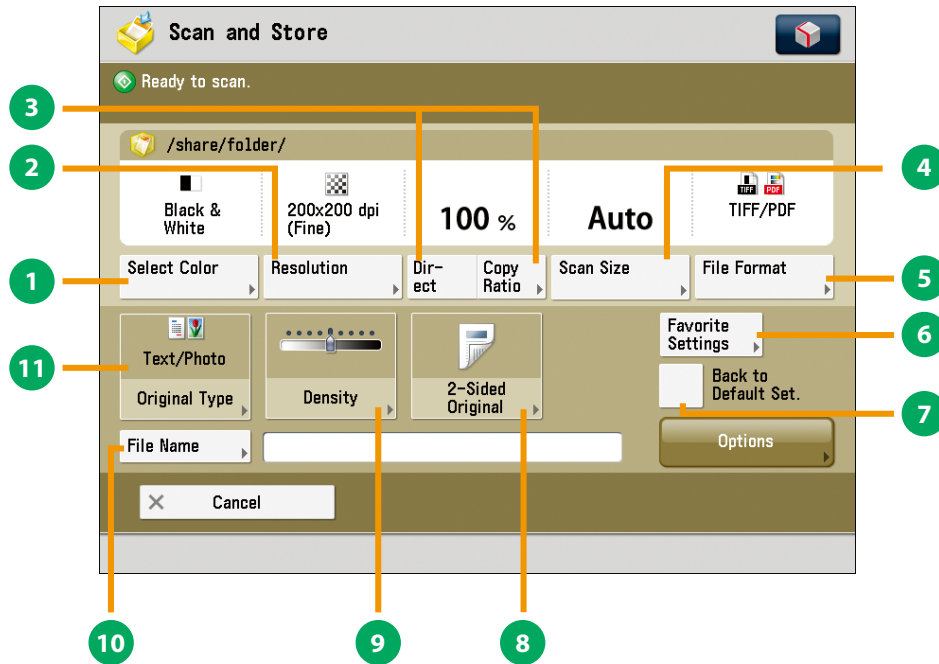 Scan and Store
Ready to scan.
3
/share/folder/
2
4
Black &
White
200x200 dpi
(Fine)
100 %
Auto
TIFF
PDF
TIFF/PDF
1
Select Color
Resolution
Dir-
ect
Copy
Ratio
Scan Size
File Format
5
Favorite
Settings
6
11
Text/Photo
Original Type
Density
2-Sided
Original
Back to
Default Set.
7
File Name
Options
Cancel
10
9
8